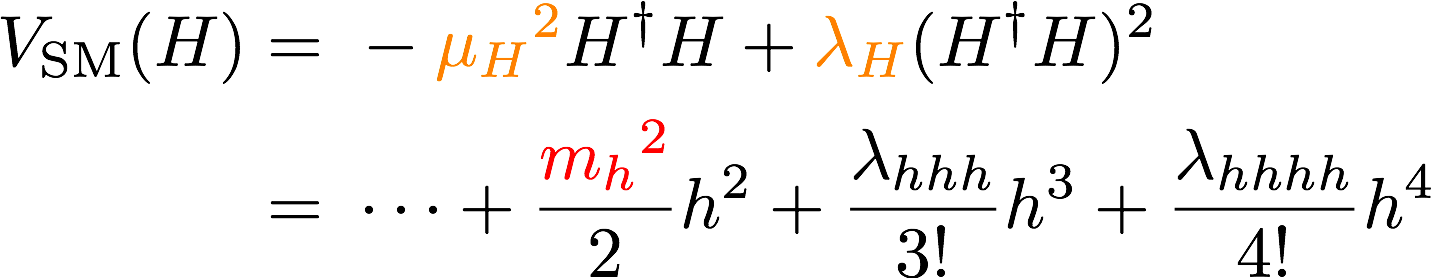 V_SM(H) = − μ_H² H†H + λ_H(H†H)²
= ⋯ + m_h²/2 h² + λ_hhh/3! h³ + λ_hhhh/4! h⁴